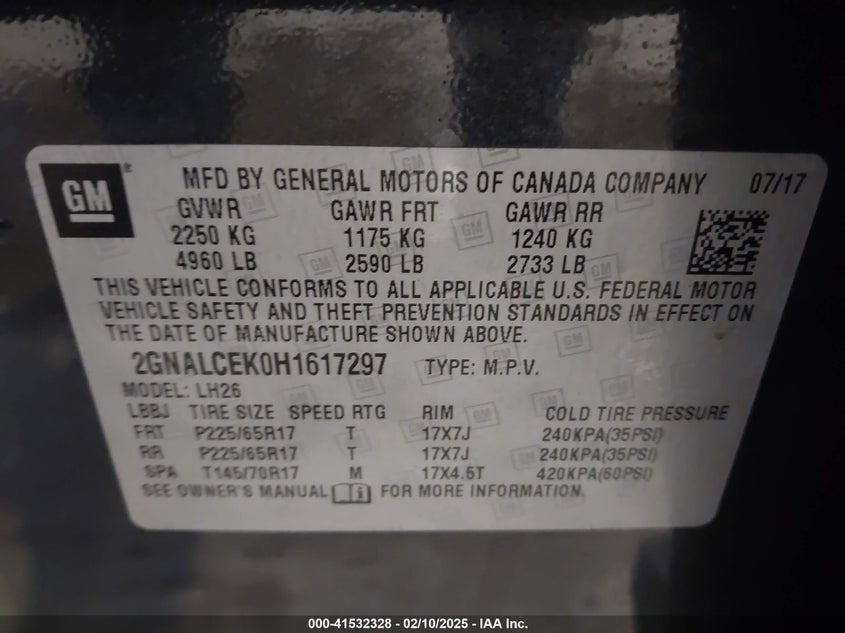 GM
MFD BY GENERAL MOTORS OF CANADA COMPANY 07/17
GVWR GAWR FRT GAWR RR
2250 KG 1175 KG 1240 KG
4960 LB 2590 LB 2733 LB
THIS VEHICLE CONFORMS TO ALL APPLICABLE U.S. FEDERAL MOTOR
VEHICLE SAFETY AND THEFT PREVENTION STANDARDS IN EFFECT ON
THE DATE OF MANUFACTURE SHOWN ABOVE.
2GNALCEK0H1617297 TYPE: M.P.V.
MODEL: LH26
LBBJ TIRE SIZE SPEED RTG RIM COLD TIRE PRESSURE
FRT P225/65R17 T 17X7J 240KPA(35PSI)
RR P225/65R17 T 17X7J 240KPA(35PSI)
SPA T145/70R17 M 17X4.5T 420KPA(60PSI)
SEE OWNER'S MANUAL FOR MORE INFORMATION.
000-41532328 - 02/10/2025 - IAA Inc.